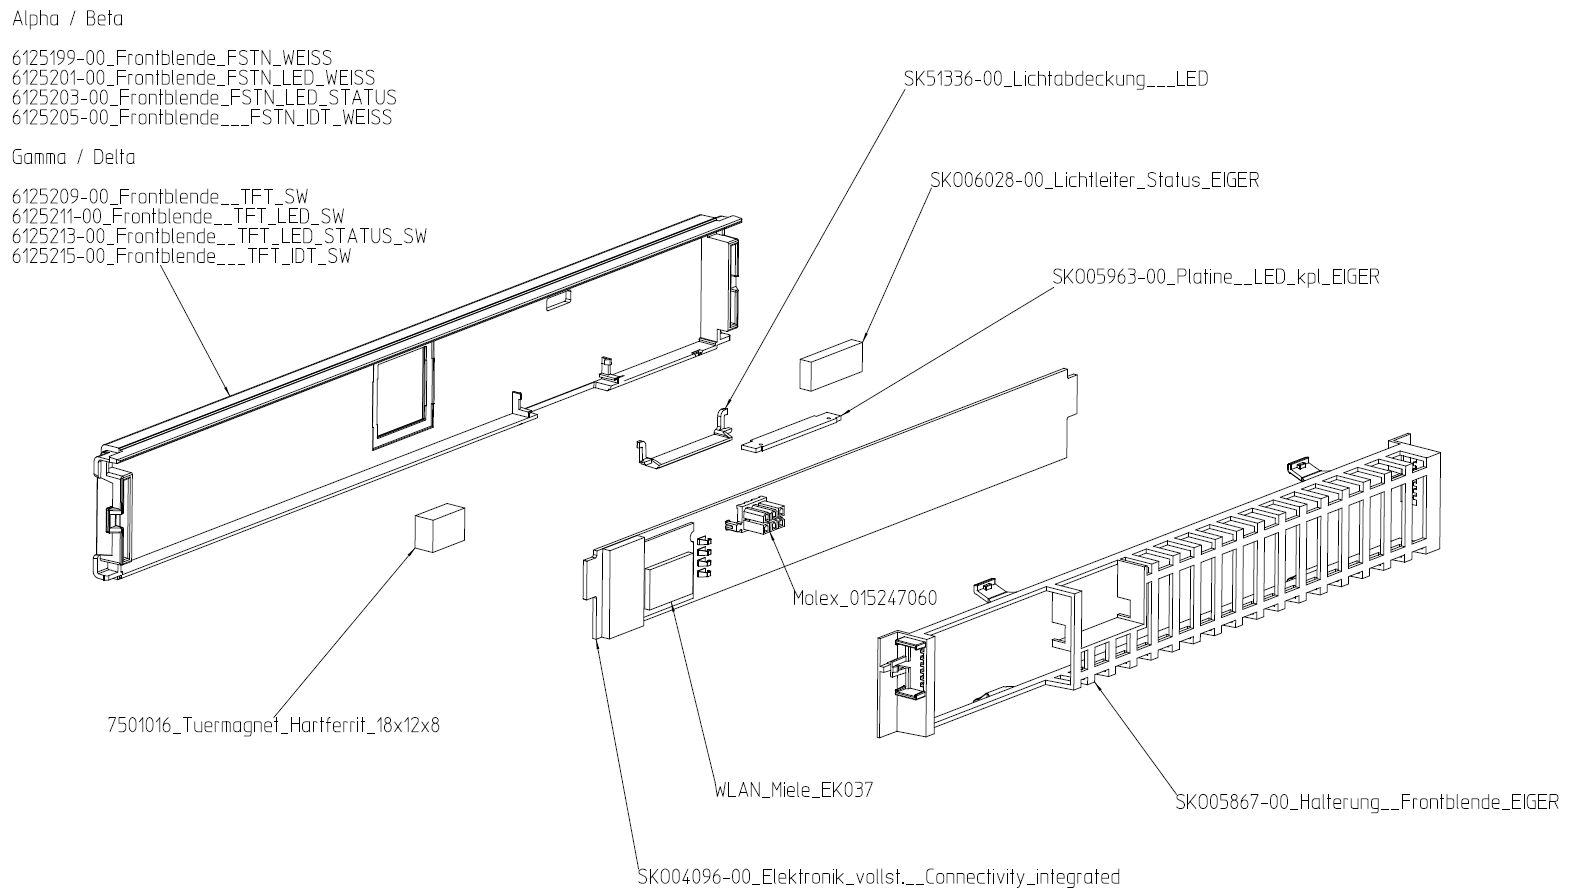 Alpha / Beta
6125199-00_Frontblende_FSTN_WEISS
6125201-00_Frontblende_FSTN_LED_WEISS
6125203-00_Frontblende_FSTN_LED_STATUS
6125205-00_Frontblende___FSTN_IDT_WEISS
Gamma / Delta
6125209-00_Frontblende__TFT_SW
6125211-00_Frontblende__TFT_LED_SW
6125213-00_Frontblende__TFT_LED_STATUS_SW
6125215-00_Frontblende___TFT_IDT_SW
SK51336-00_Lichtabdeckung___LED
SK006028-00_Lichtleiter_Status_EIGER
SK005963-00_Platine__LED_kpl_EIGER
Molex_015247060
7501016_Tuermagnet_Hartferrit_18x12x8
WLAN_Miele_EK037
SK005867-00_Halterung__Frontblende_EIGER
SK004096-00_Elektronik_vollst.__Connectivity_integrated